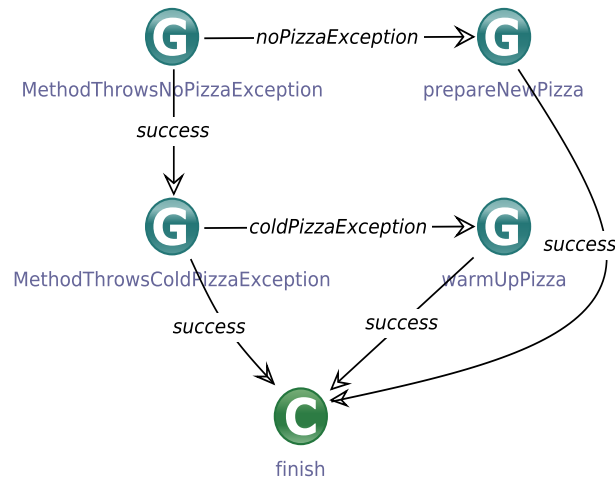 G
noPizzaException
G
MethodThrowsNoPizzaException
prepareNewPizza
success
G
coldPizzaException
G
success
MethodThrowsColdPizzaException
warmUpPizza
success
success
C
finish